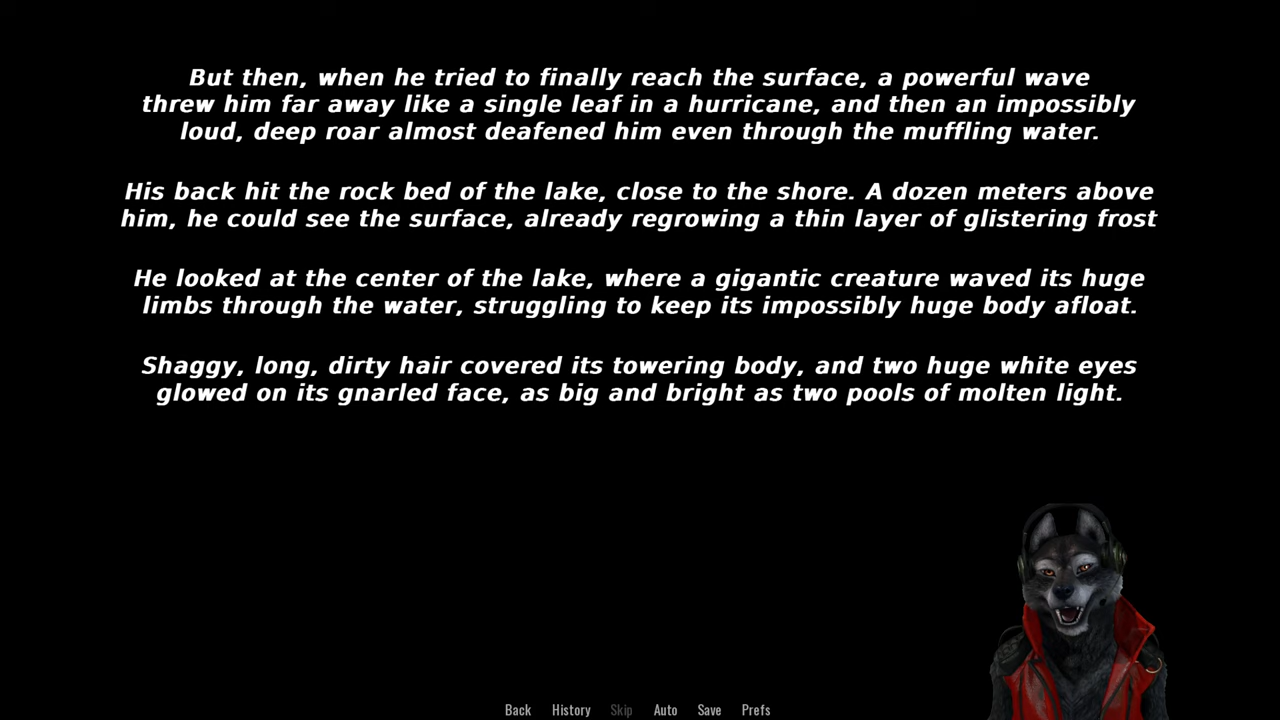 But then, when he tried to finally reach the surface, a powerful wave
threw him far away like a single leaf in a hurricane, and then an impossibly
loud, deep roar almost deafened him even through the muffling water.
His back hit the rock bed of the lake, close to the shore. A dozen meters above
him, he could see the surface, already regrowing a thin layer of glistering frost
He looked at the center of the lake, where a gigantic creature waved its huge
limbs through the water, struggling to keep its impossibly huge body afloat.
Shaggy, long, dirty hair covered its towering body, and two huge white eyes
glowed on its gnarled face, as big and bright as two pools of molten light.
Back History Skip Auto Save Prefs